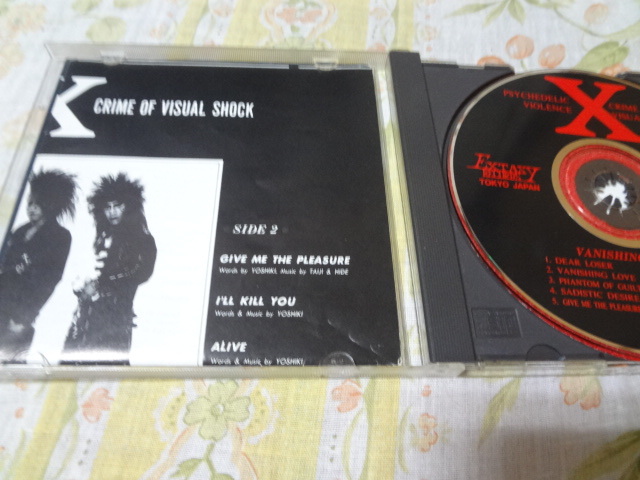 X CRIME OF VISUAL SHOCK
SIDE 2
GIVE ME THE PLEASURE
Words by YOSHIKI, Music by TAIJI & HIDE
I'LL KILL YOU
Words & Music by YOSHIKI
ALIVE
Words & Music by YOSHIKI
PSYCHEDELIC VIOLENCE
X
CRIME
VISUA
EXTASY
TOKYO JAPAN
VANISHING
1. DEAR LOSER
2. VANISHING LOVE
3. PHANTOM OF GUIL
4. SADISTIC DESIRE
5. GIVE ME THE PLEASURE